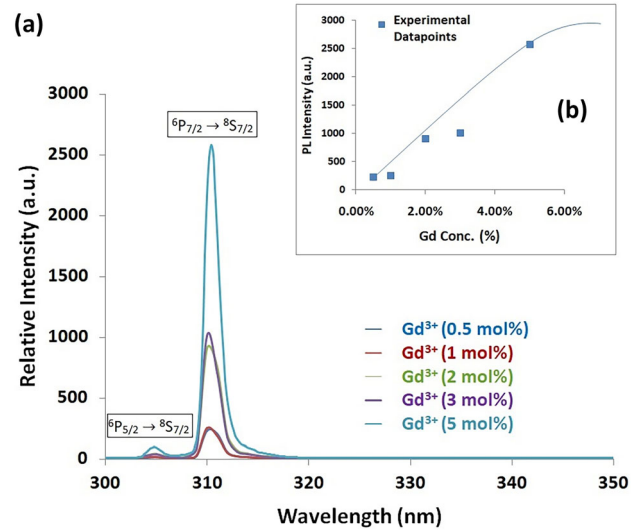 (a)
Experimental
Datapoints
(b)
PL Intensity (a.u.)
3000
2500
2000
1500
1000
500
0
0.00% 2.00% 4.00% 6.00%
Gd Conc. (%)
⁶P₇/₂ → ⁸S₇/₂
⁶P₅/₂ → ⁸S₇/₂
Relative Intensity (a.u.)
3000
2500
2000
1500
1000
500
0
Gd³⁺ (0.5 mol%)
Gd³⁺ (1 mol%)
Gd³⁺ (2 mol%)
Gd³⁺ (3 mol%)
Gd³⁺ (5 mol%)
300 310 320 330 340 350
Wavelength (nm)